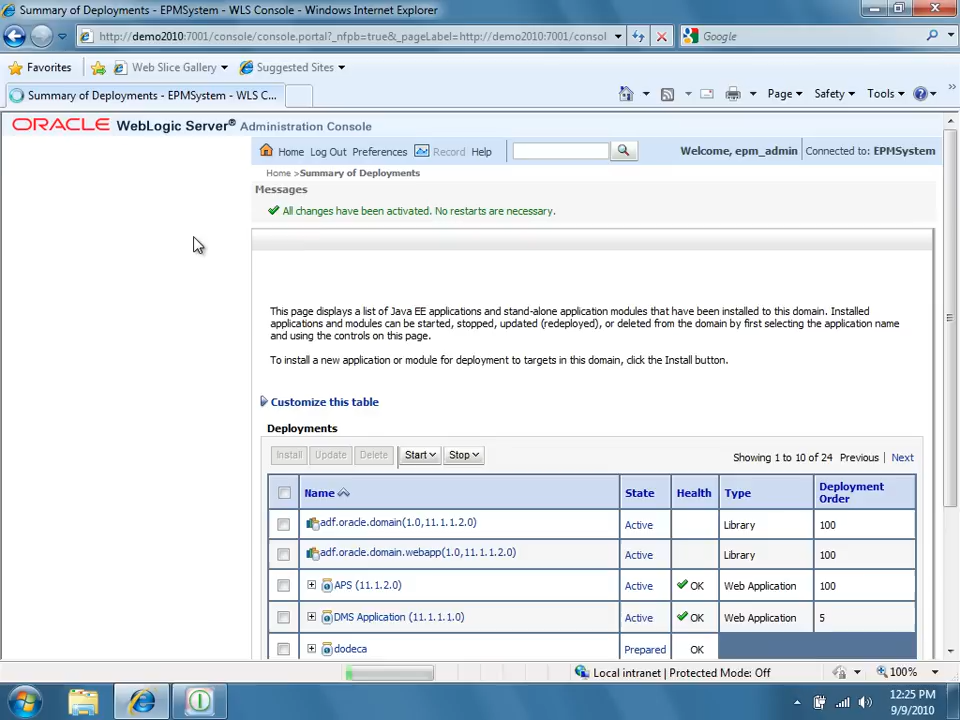 Summary of Deployments - EPMSystem - WLS Console - Windows Internet Explorer
http://demo2010:7001/console/console.portal?_nfpb=true&_pageLabel=http://demo2010:7001/consol
Google
Favorites Web Slice Gallery Suggested Sites
Summary of Deployments - EPMSystem - WLS C... Page Safety Tools »
ORACLE WebLogic Server® Administration Console
Home Log Out Preferences Record Help Welcome, epm_admin Connected to: EPMSystem
Home >Summary of Deployments
Messages
All changes have been activated. No restarts are necessary.
This page displays a list of Java EE applications and stand-alone application modules that have been installed to this domain. Installed
applications and modules can be started, stopped, updated (redeployed), or deleted from the domain by first selecting the application name
and using the controls on this page.
To install a new application or module for deployment to targets in this domain, click the Install button.
Customize this table
Deployments
Install Update Delete Start Stop Showing 1 to 10 of 24 Previous | Next
Name State Health Type Deployment Order
adf.oracle.domain(1.0,11.1.1.2.0) Active Library 100
adf.oracle.domain.webapp(1.0,11.1.1.2.0) Active Library 100
APS (11.1.2.0) Active OK Web Application 100
DMS Application (11.1.1.1.0) Active OK Web Application 5
dodeca Prepared OK
Local intranet | Protected Mode: Off 100%
12:25 PM
9/9/2010